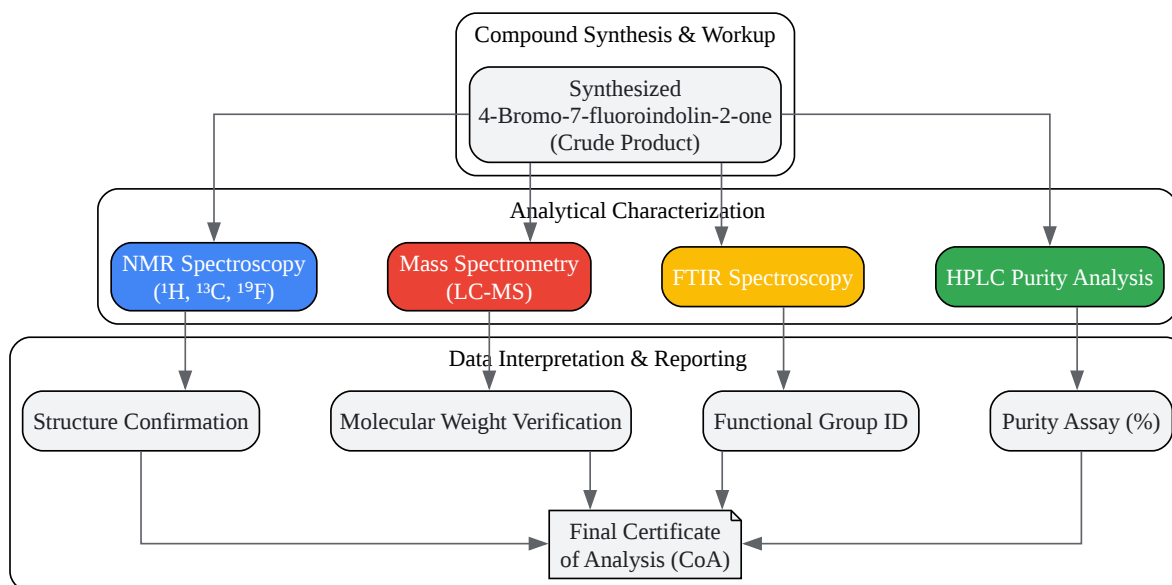 Compound Synthesis & Workup
Synthesized
4-Bromo-7-fluoroindolin-2-one
(Crude Product)
Analytical Characterization
NMR Spectroscopy
(¹H, ¹³C, ¹⁹F)
Mass Spectrometry
(LC-MS)
FTIR Spectroscopy
HPLC Purity Analysis
Data Interpretation & Reporting
Structure Confirmation
Molecular Weight Verification
Functional Group ID
Purity Assay (%)
Final Certificate
of Analysis (CoA)